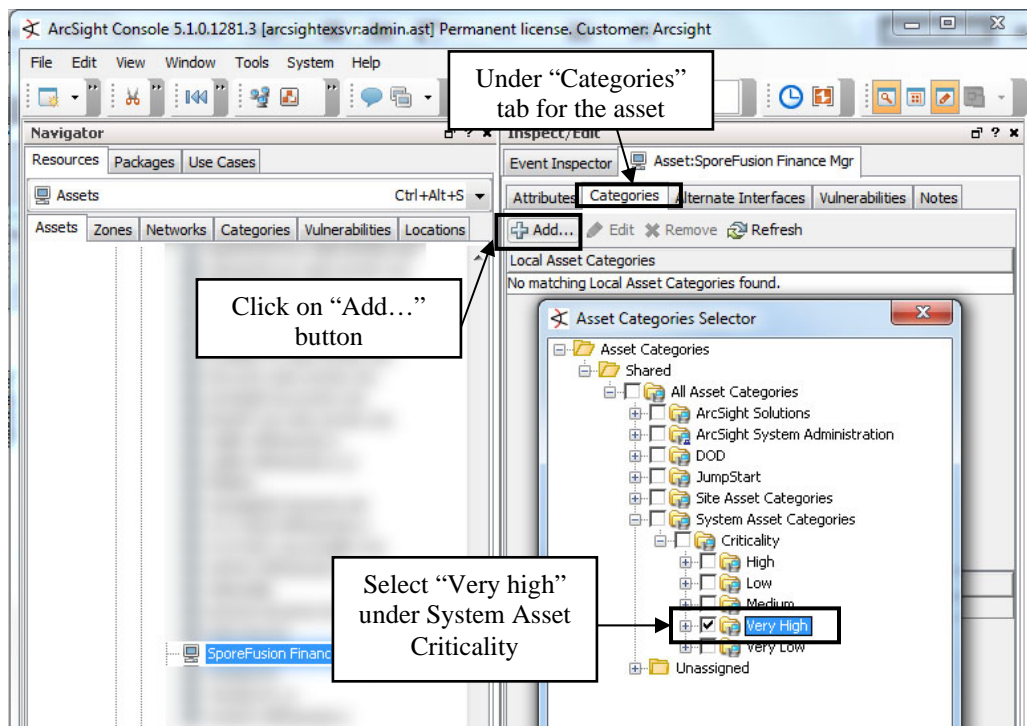 ArcSight Console 5.1.0.1281.3 [arcsightexsvr:admin.ast] Permanent license. Customer: Arcsight
File Edit View Window Tools System Help
Under “Categories”
tab for the asset
Navigator
Inspect/Edit
Resources Packages Use Cases
Event Inspector Asset:SporeFusion Finance Mgr
Assets Ctrl+Alt+S
Attributes Categories Alternate Interfaces Vulnerabilities Notes
Assets Zones Networks Categories Vulnerabilities Locations
Add... Edit Remove Refresh
Local Asset Categories
No matching Local Asset Categories found.
Click on “Add…”
button
Asset Categories Selector
Asset Categories
Shared
All Asset Categories
ArcSight Solutions
ArcSight System Administration
DOD
JumpStart
Site Asset Categories
System Asset Categories
Criticality
High
Low
Medium
Very High
Very Low
Unassigned
Select “Very high”
under System Asset
Criticality
SporeFusion Financ